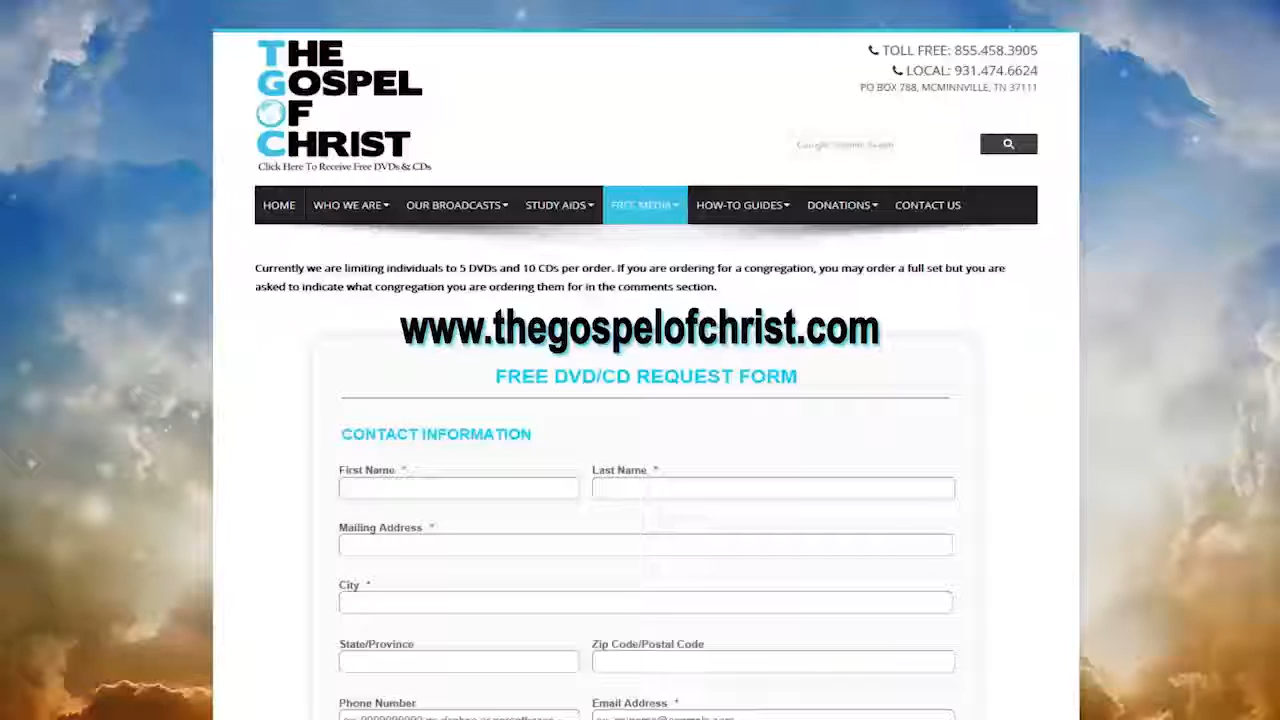 THE
GOSPEL
OF
CHRIST
Click Here To Receive Free DVDs & CDs
TOLL FREE: 855.458.3905
LOCAL: 931.474.6624
PO BOX 788, MCMINNVILLE, TN 37111
HOME WHO WE ARE OUR BROADCASTS STUDY AIDS FREE MEDIA HOW-TO GUIDES DONATIONS CONTACT US
Currently we are limiting individuals to 5 DVDs and 10 CDs per order. If you are ordering for a congregation, you may order a full set but you are
asked to indicate what congregation you are ordering them for in the comments section.
www.thegospelofchrist.com
FREE DVD/CD REQUEST FORM
CONTACT INFORMATION
First Name * Last Name *
Mailing Address *
City *
State/Province Zip Code/Postal Code
Phone Number Email Address *